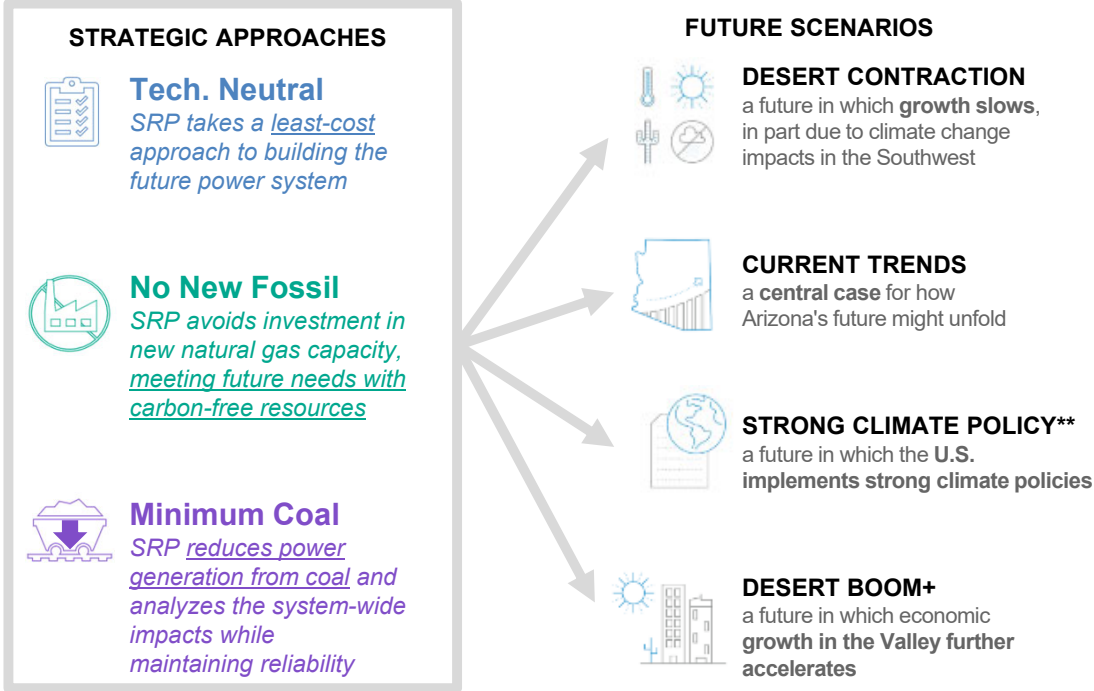 STRATEGIC APPROACHES
Tech. Neutral
SRP takes a least-cost
approach to building the
future power system
No New Fossil
SRP avoids investment in
new natural gas capacity,
meeting future needs with
carbon-free resources
Minimum Coal
SRP reduces power
generation from coal and
analyzes the system-wide
impacts while
maintaining reliability
FUTURE SCENARIOS
DESERT CONTRACTION
a future in which growth slows,
in part due to climate change
impacts in the Southwest
CURRENT TRENDS
a central case for how
Arizona's future might unfold
STRONG CLIMATE POLICY**
a future in which the U.S.
implements strong climate policies
DESERT BOOM+
a future in which economic
growth in the Valley further
accelerates